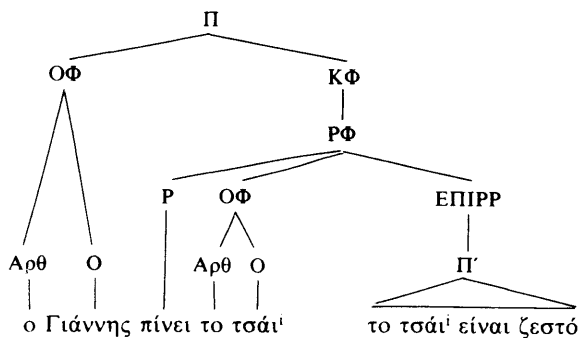 Π
ΟΦ ΚΦ
ΡΦ
Ρ ΟΦ ΕΠΙΡΡ
Αρθ Ο Αρθ Ο Π′
ο Γιάννης πίνει το τσάιⁱ το τσάιⁱ είναι ζεστό